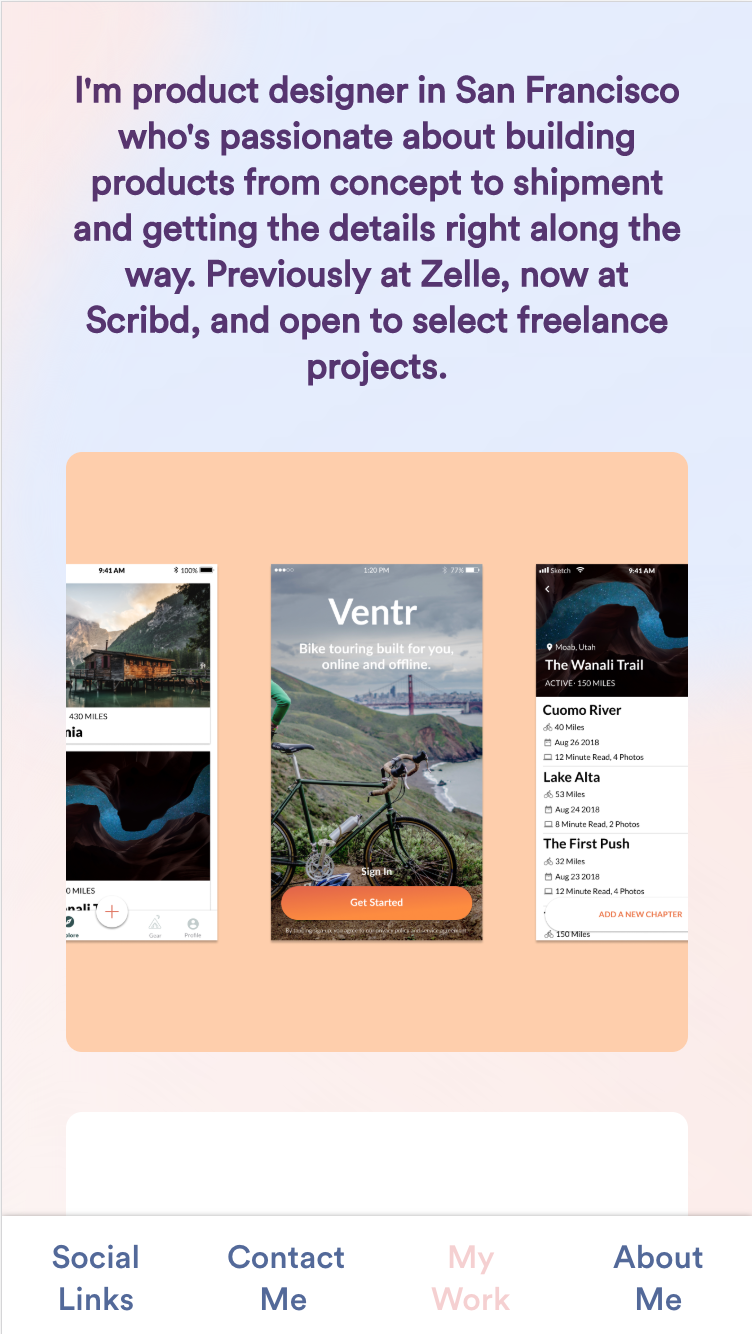 I'm product designer in San Francisco
who's passionate about building
products from concept to shipment
and getting the details right along the
way. Previously at Zelle, now at
Scribd, and open to select freelance
projects.
9:41 AM 100%
430 MILES
nia
0 MILES
plore Gear Profile
1:20 PM 77%
Ventr
Bike touring built for you,
online and offline.
Sign In
Get Started
Sketch 9:41 AM
Moab, Utah
The Wanali Trail
ACTIVE · 150 MILES
Cuomo River
40 Miles
Aug 26 2018
12 Minute Read, 4 Photos
Lake Alta
53 Miles
Aug 24 2018
8 Minute Read, 2 Photos
The First Push
32 Miles
Aug 23 2018
12 Minute Read, 4 Photos
ADD A NEW CHAPTER
150 Miles
Social
Links
Contact
Me
My
Work
About
Me